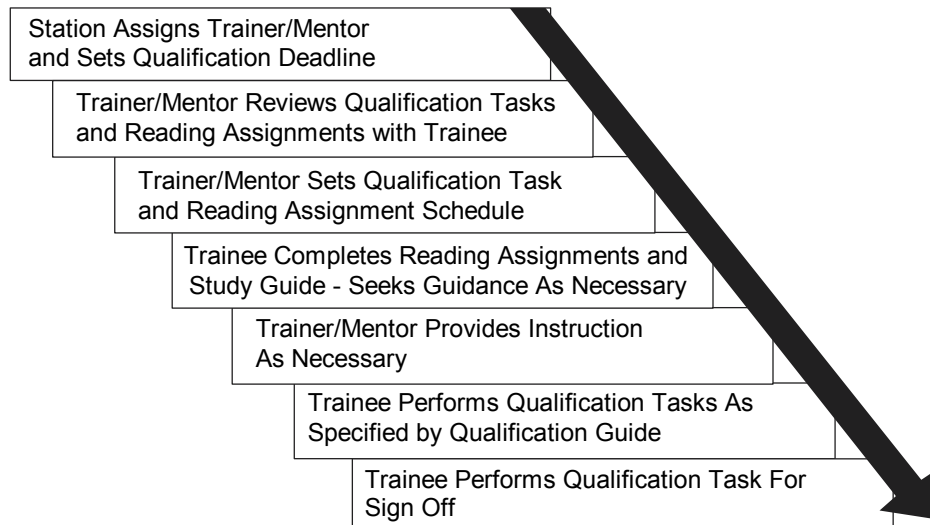 Station Assigns Trainer/Mentor
and Sets Qualification Deadline
Trainer/Mentor Reviews Qualification Tasks
and Reading Assignments with Trainee
Trainer/Mentor Sets Qualification Task
and Reading Assignment Schedule
Trainee Completes Reading Assignments and
Study Guide - Seeks Guidance As Necessary
Trainer/Mentor Provides Instruction
As Necessary
Trainee Performs Qualification Tasks As
Specified by Qualification Guide
Trainee Performs Qualification Task For
Sign Off